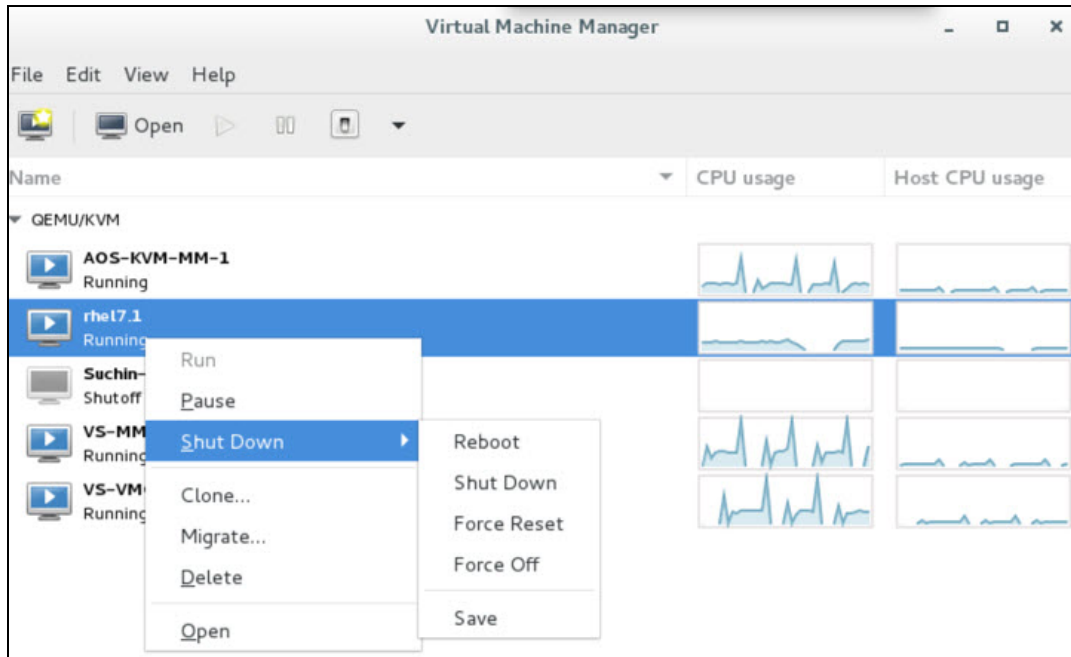 Virtual Machine Manager
File Edit View Help
Open
Name CPU usage Host CPU usage
QEMU/KVM
AOS-KVM-MM-1
Running
rhel7.1
Running
Suchin-
Shutoff
VS-MM
Running
VS-VM
Running
Run
Pause
Shut Down
Clone...
Migrate...
Delete
Open
Reboot
Shut Down
Force Reset
Force Off
Save